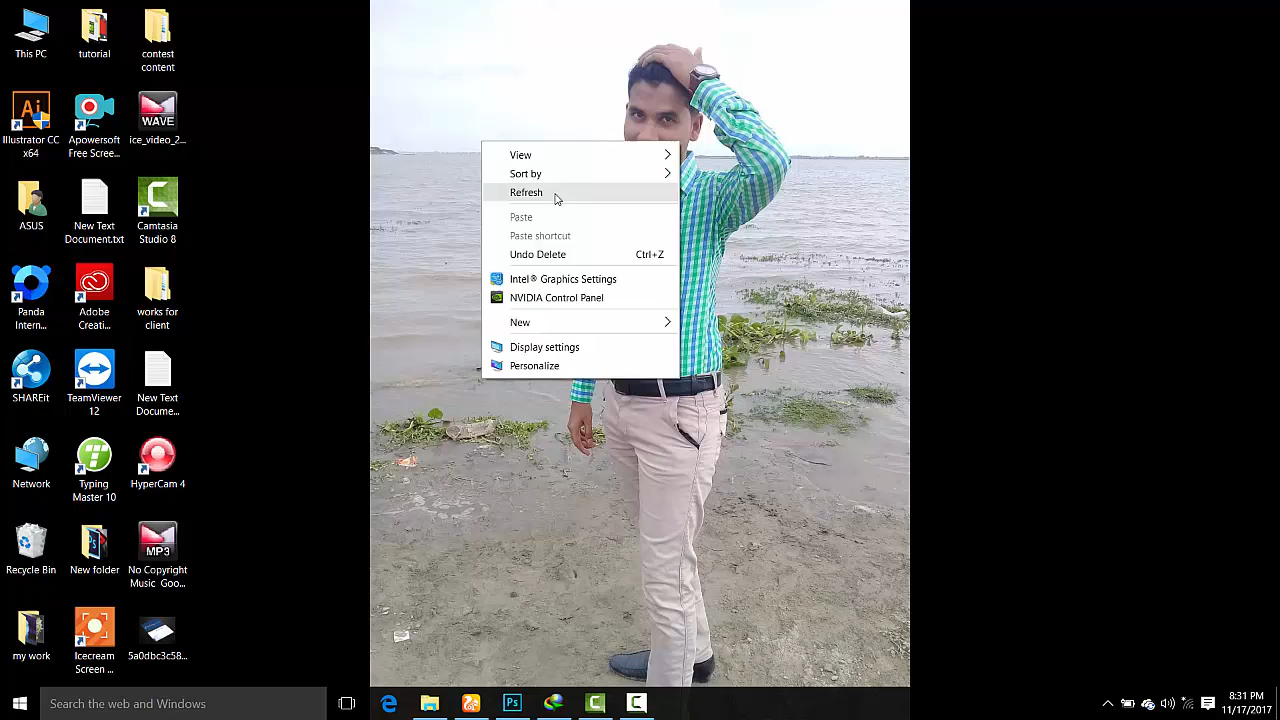 This PC
tutorial
contest
content
Ai
Illustrator CC
x64
Apowersoft
Free Scree...
WAVE
ice_video_2...
ASUS
New Text
Document.txt
Camtasia
Studio 8
Panda
Intern...
Adobe
Creati...
works for
client
SHAREit
TeamViewer
12
New Text
Docume...
Network
Typing
Master 10
HyperCam 4
Recycle Bin
New folder
MP3
No Copyright
Music Goo...
my work
Icecream
Screen ...
5a0dbc3c58...
View
Sort by
Refresh
Paste
Paste shortcut
Undo Delete Ctrl+Z
Intel® Graphics Settings
NVIDIA Control Panel
New
Display settings
Personalize
Search the web and Windows
Ps
8:31 PM
11/17/2017